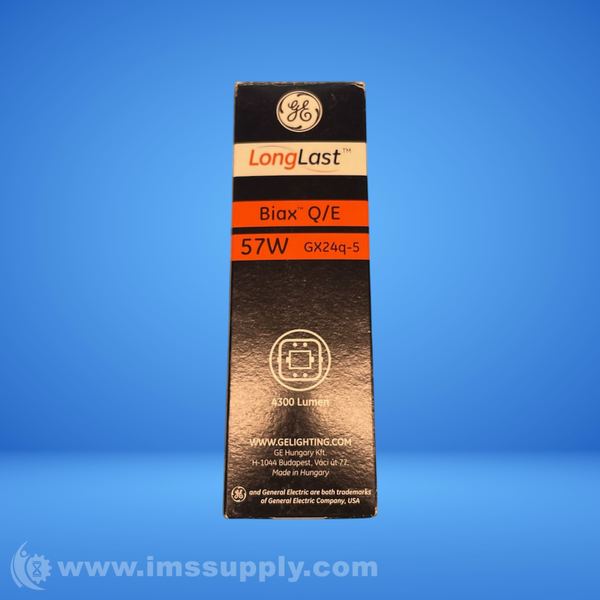 GE
LongLast™
Biax™ Q/E
57W GX24q-5
4300 Lumen
WWW.GELIGHTING.COM
GE Hungary Kft.
H-1044 Budapest, Váci út 77.
Made in Hungary
GE and General Electric are both trademarks
of General Electric Company, USA
www.imssupply.com